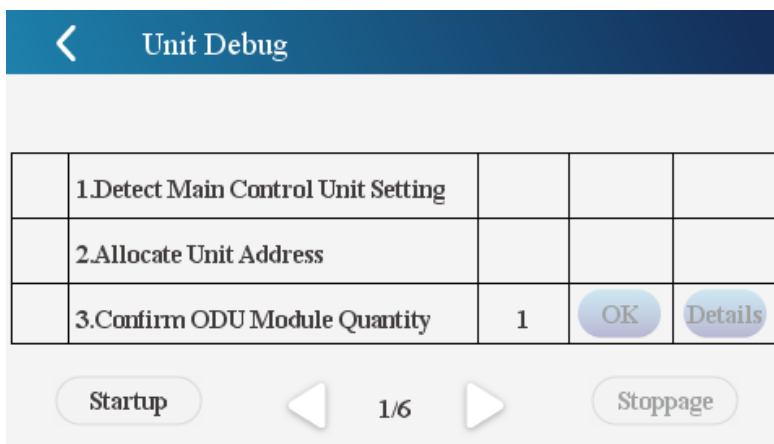 Unit Debug
1.Detect Main Control Unit Setting
2.Allocate Unit Address
3.Confirm ODU Module Quantity 1 OK Details
Startup 1/6 Stoppage